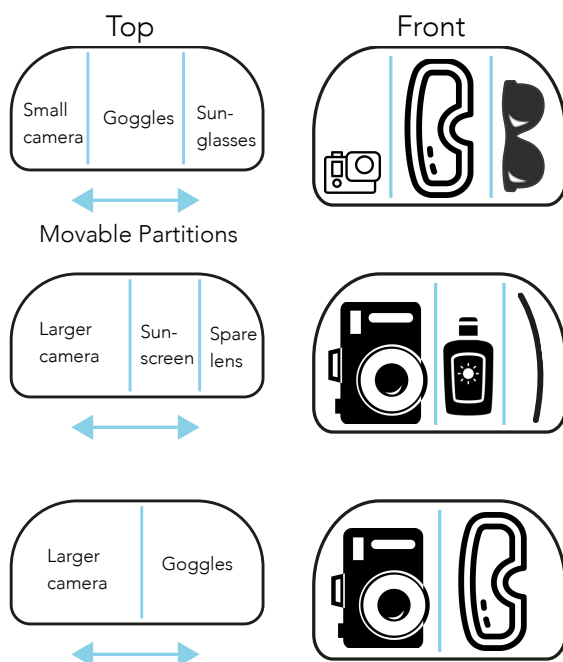 Top
Front
Small
camera
Goggles
Sun-
glasses
Movable Partitions
Larger
camera
Sun-
screen
Spare
lens
Larger
camera
Goggles